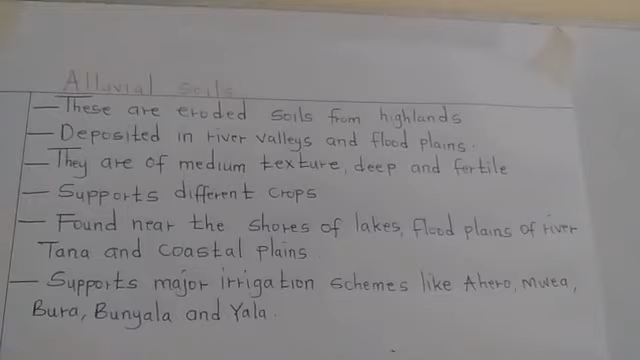 Alluvial soils
— These are eroded soils from highlands
— Deposited in river valleys and flood plains.
— They are of medium texture, deep and fertile
— Supports different crops
— Found near the shores of lakes, flood plains of river
Tana and coastal plains.
— Supports major irrigation schemes like Ahero, Mwea,
Bura, Bunyala and Yala.